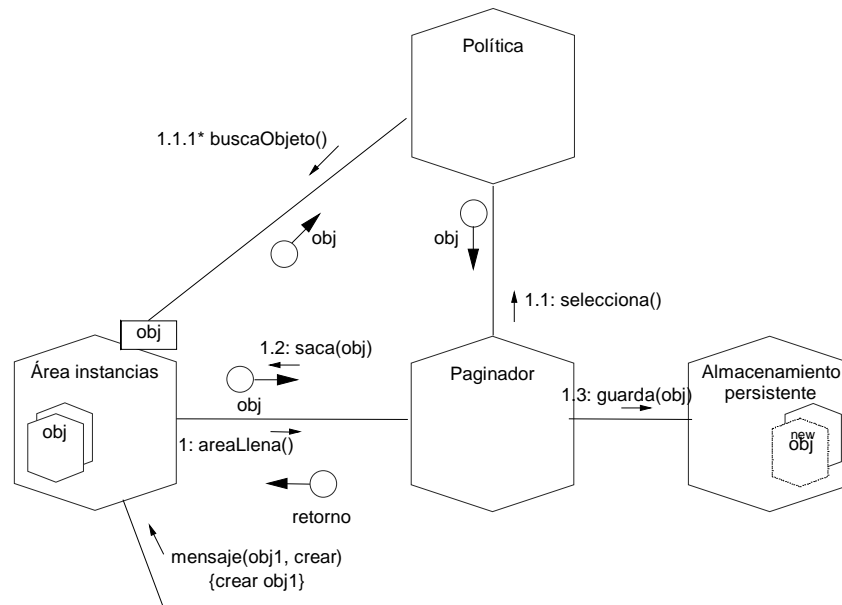 Política
1.1.1* buscaObjeto()
obj
obj
1.1: selecciona()
obj
1.2: saca(obj)
Área instancias
Paginador
Almacenamiento
persistente
obj
1.3: guarda(obj)
obj
new
obj
1: areaLlena()
retorno
mensaje(obj1, crear)
{crear obj1}